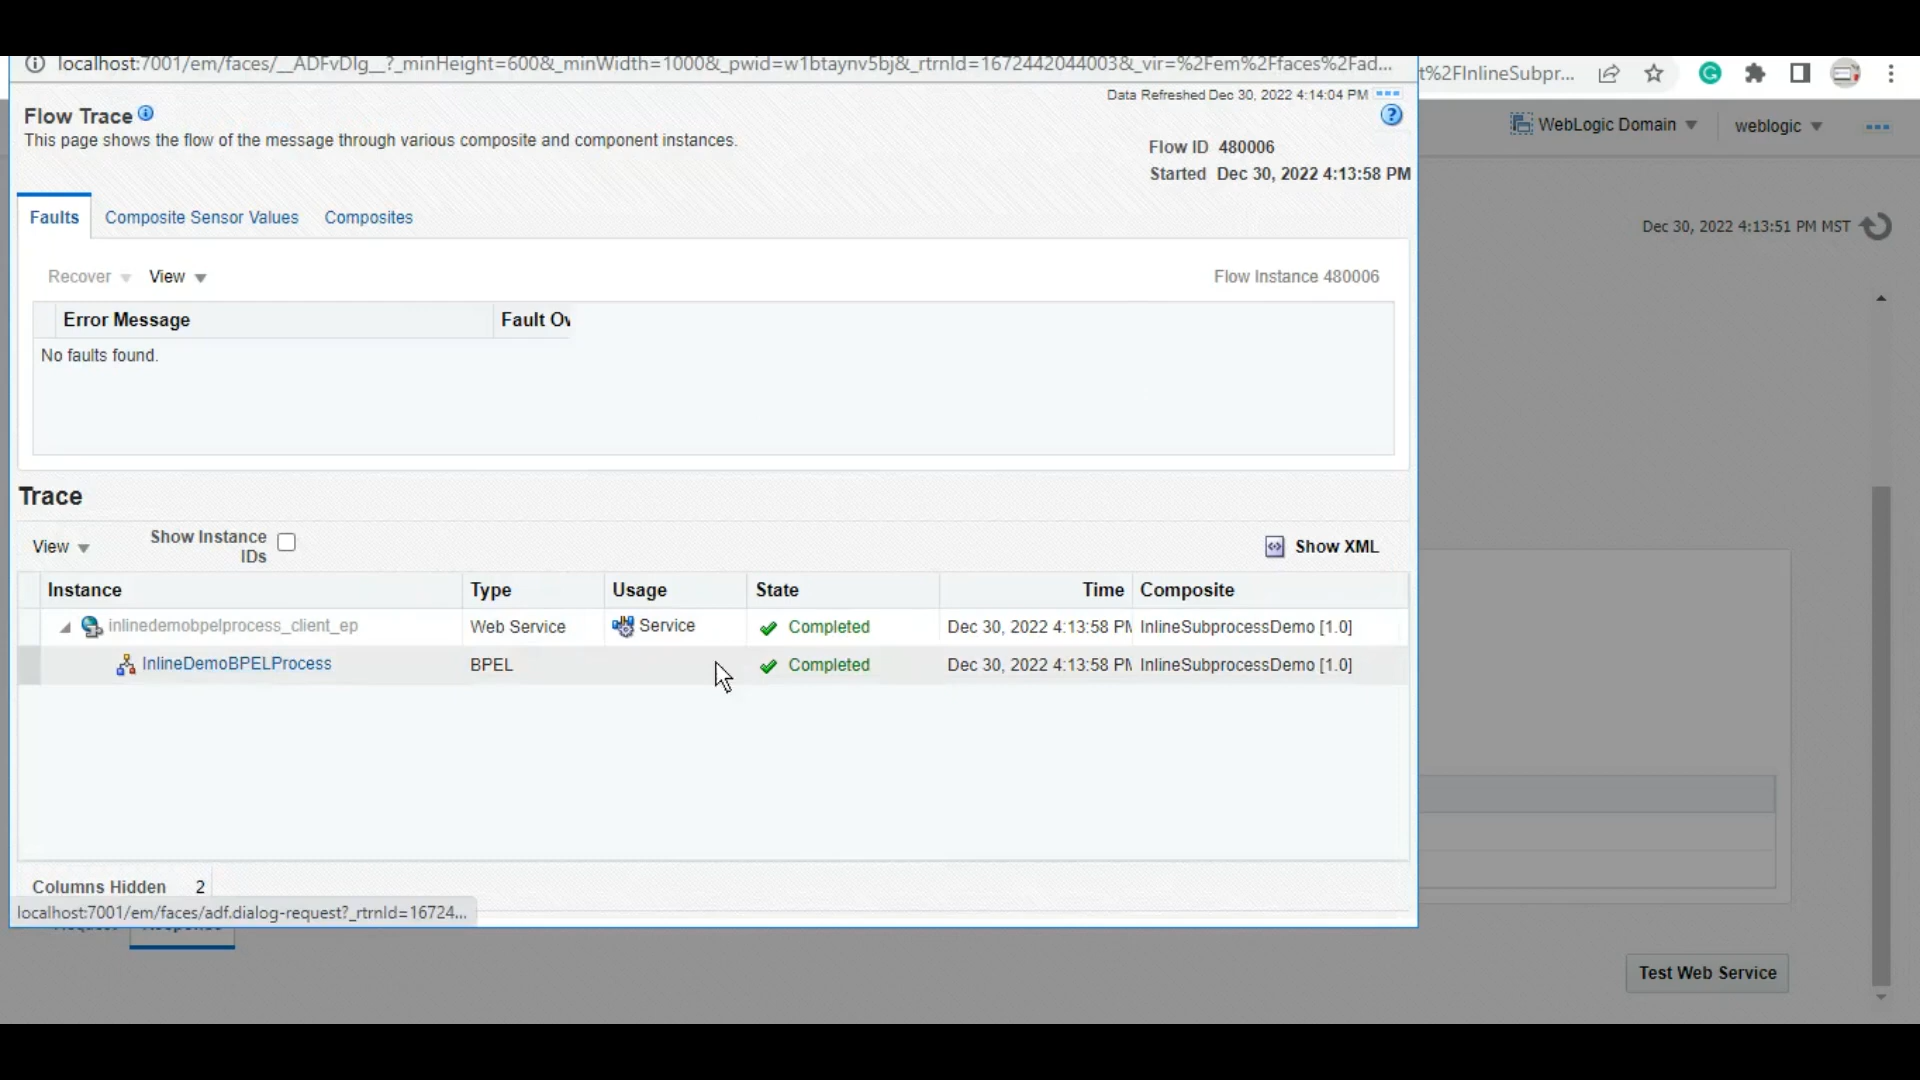 localhost:7001/em/faces/__ADFvDlg__?_minHeight=600&_minWidth=1000&_pwid=w1btaynv5bj&_rtrnId=1672442044003&_vir=%2Fem%2Ffaces%2Fad...
t%2FInlineSubpr...
Data Refreshed Dec 30, 2022 4:14:04 PM
Flow Trace
This page shows the flow of the message through various composite and component instances.
Flow ID 480006
Started Dec 30, 2022 4:13:58 PM
WebLogic Domain
weblogic
Dec 30, 2022 4:13:51 PM MST
Faults Composite Sensor Values Composites
Recover View Flow Instance 480006
Error Message Fault Ov
No faults found.
Trace
View Show Instance IDs Show XML
Instance Type Usage State Time Composite
inlinedemobpelprocess_client_ep Web Service Service Completed Dec 30, 2022 4:13:58 PM InlineSubprocessDemo [1.0]
InlineDemoBPELProcess BPEL Completed Dec 30, 2022 4:13:58 PM InlineSubprocessDemo [1.0]
Columns Hidden 2
localhost:7001/em/faces/adf.dialog-request?_rtrnId=16724...
Test Web Service